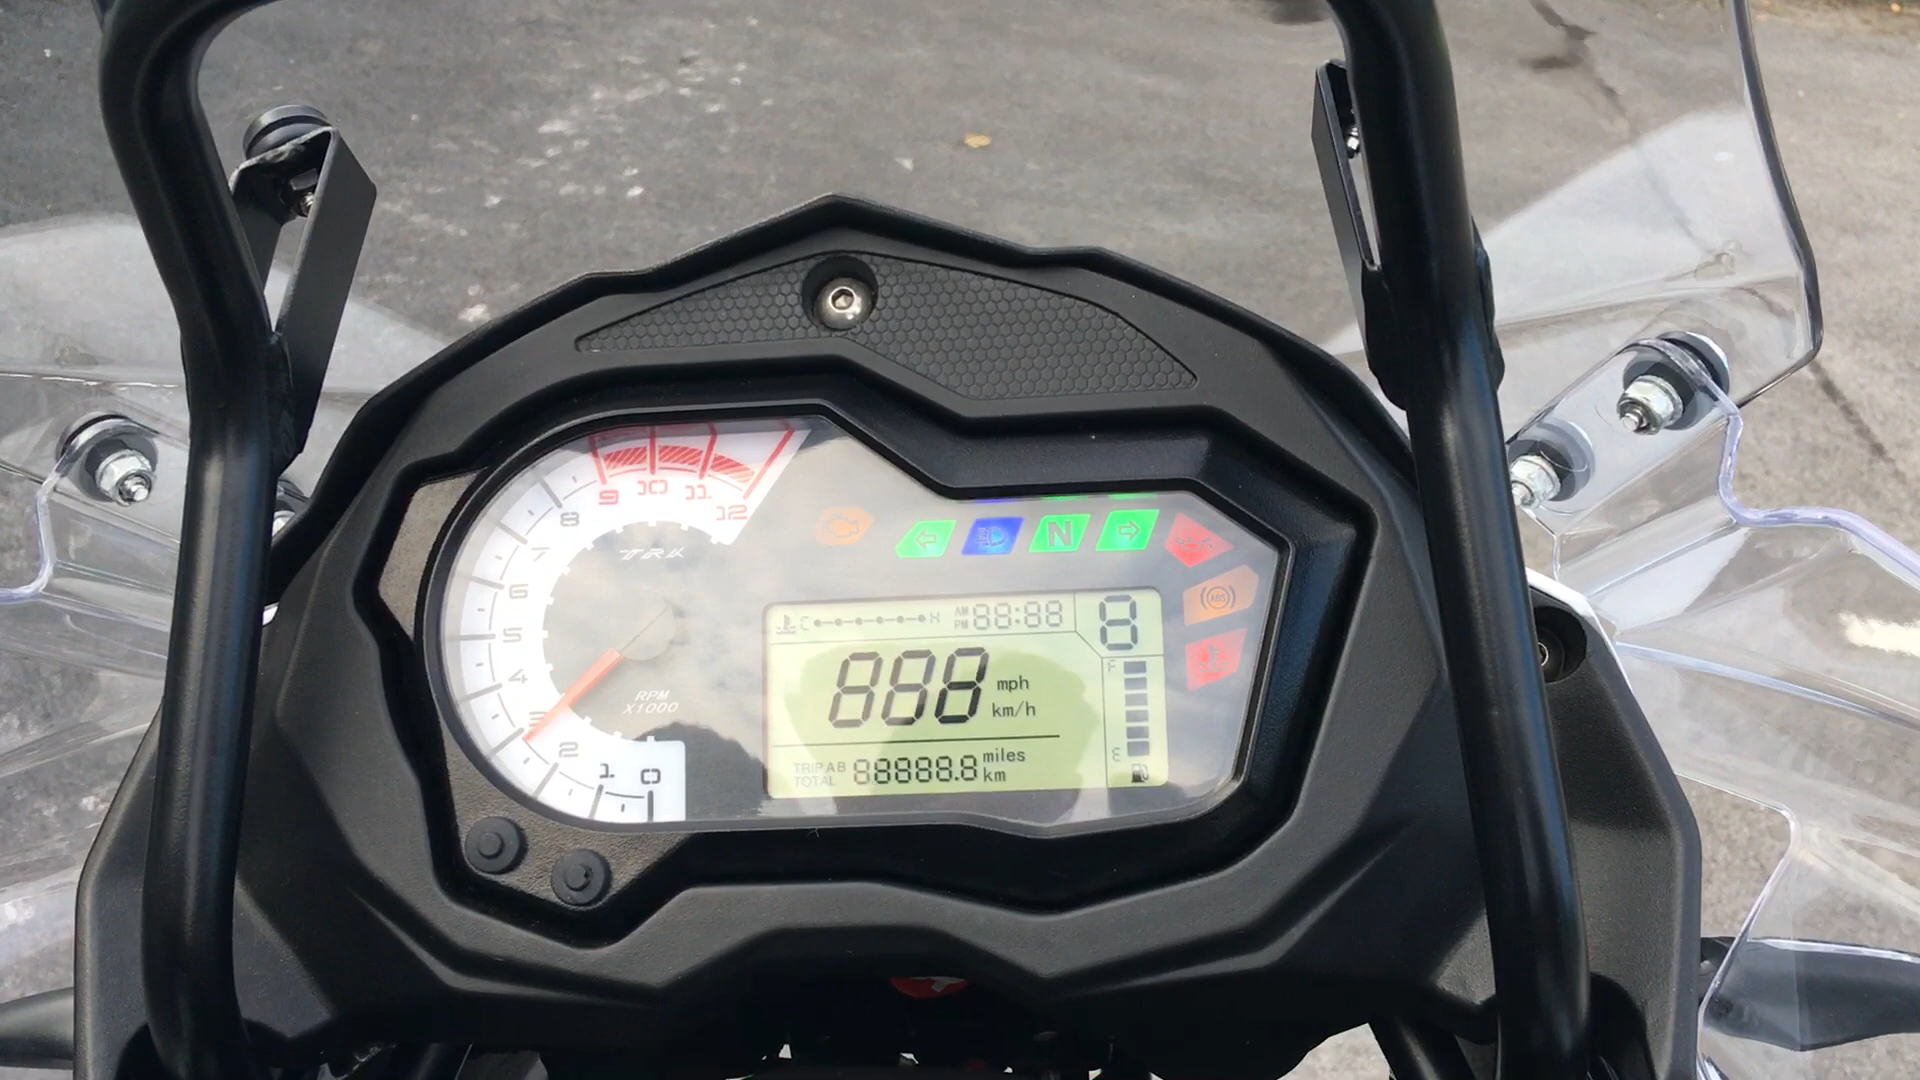 9 10 11 12
8
7
6
5
4
3
2
1 0
TRK
RPM
X1000
N
ABS
C H AM PM 88:88 8
888 mph
km/h
F
E
TRIP AB
TOTAL 88888.8 miles
km